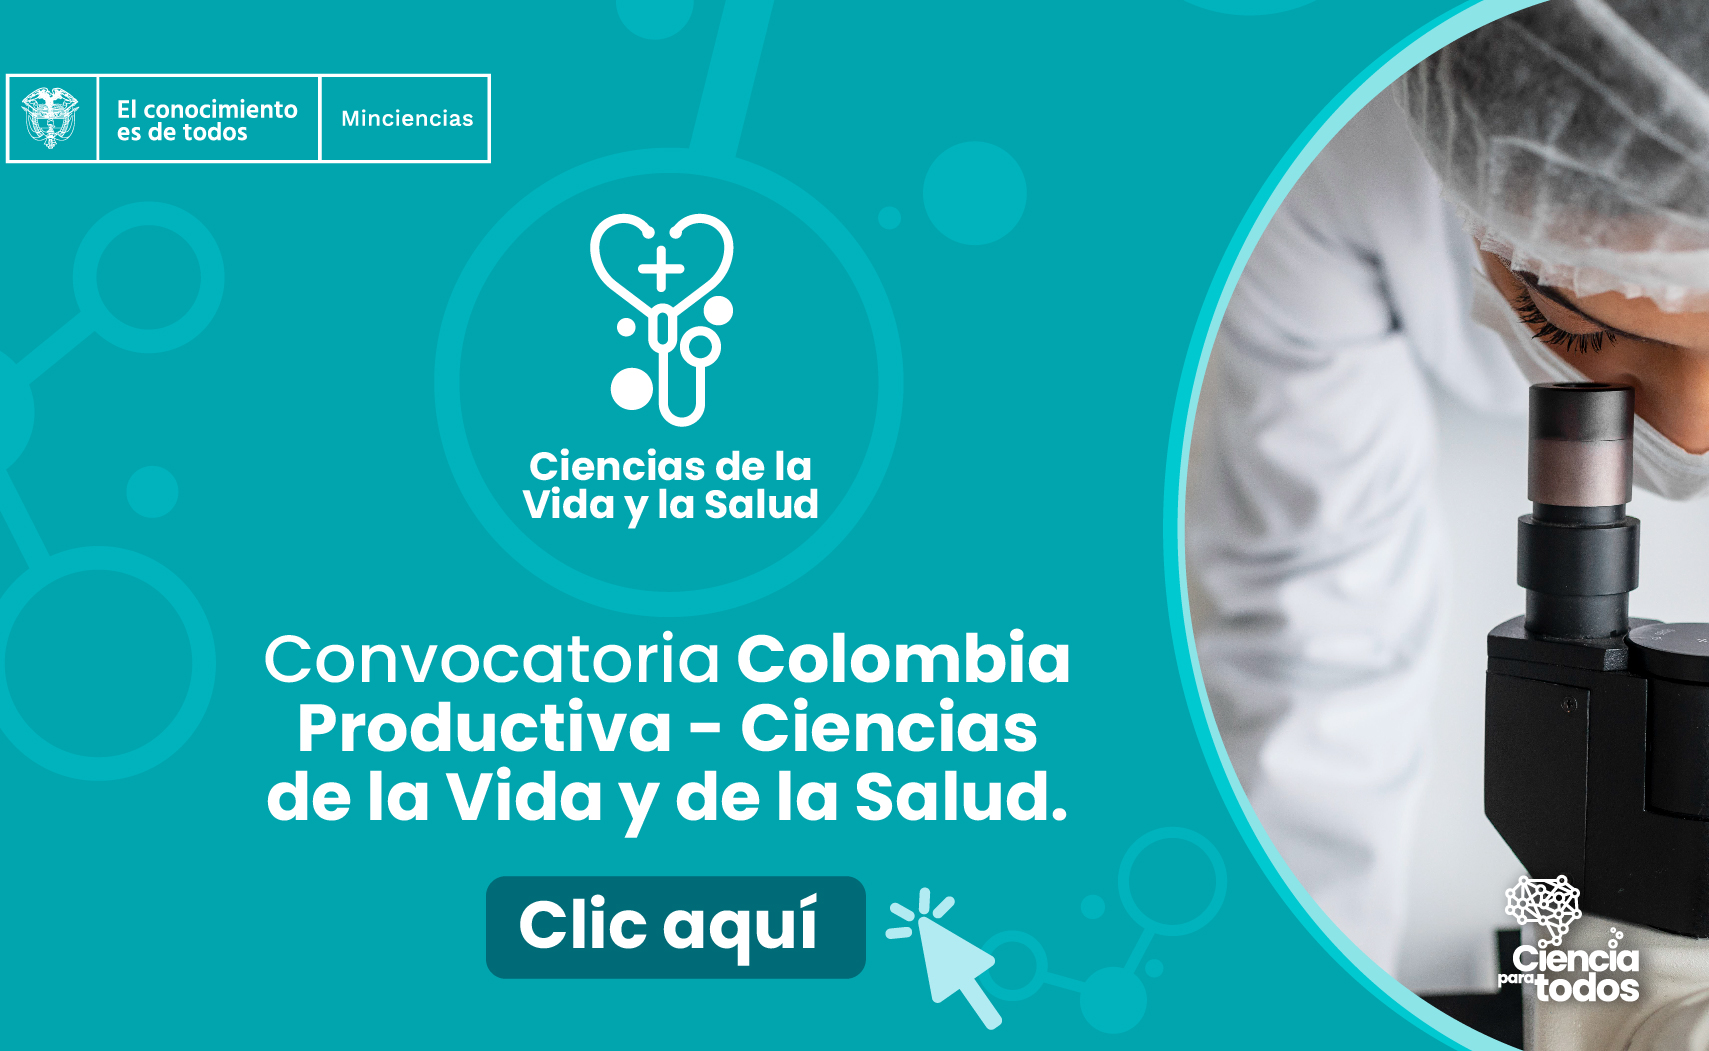 El conocimiento
es de todos
Minciencias
Ciencias de la
Vida y la Salud
Convocatoria Colombia
Productiva - Ciencias
de la Vida y de la Salud.
Clic aquí
Ciencia
para todos